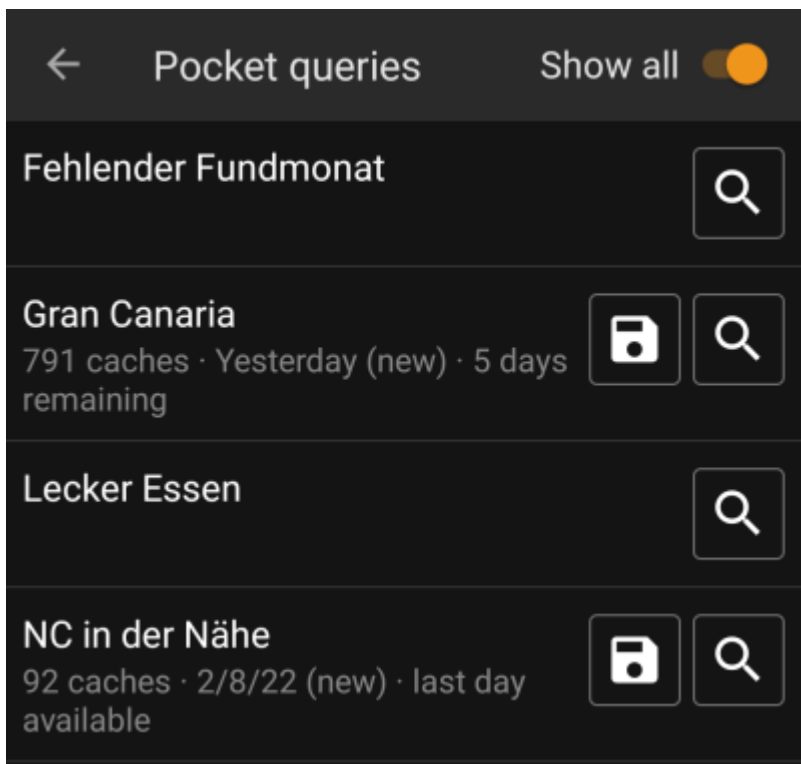 Pocket queries Show all
Fehlender Fundmonat
Gran Canaria
791 caches · Yesterday (new) · 5 days
remaining
Lecker Essen
NC in der Nähe
92 caches · 2/8/22 (new) · last day
available